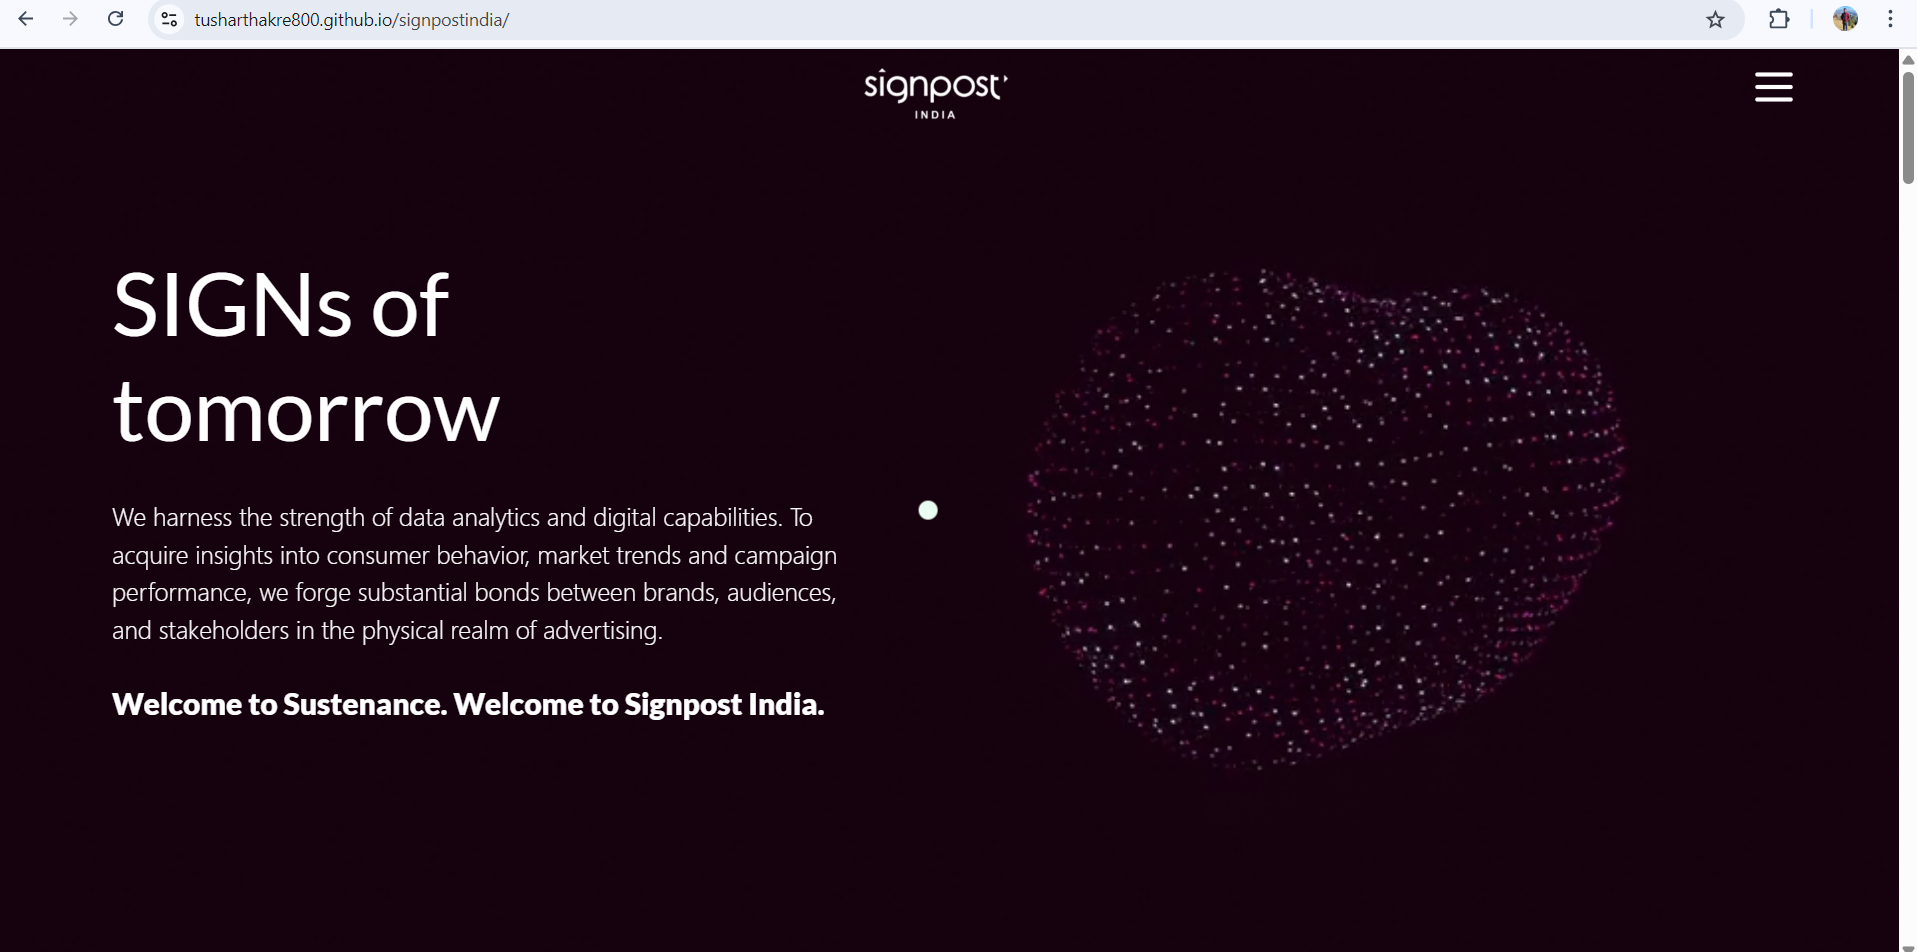 tusharthakre800.github.io/signpostindia/
signpost
INDIA
SIGNs of
tomorrow
We harness the strength of data analytics and digital capabilities. To
acquire insights into consumer behavior, market trends and campaign
performance, we forge substantial bonds between brands, audiences,
and stakeholders in the physical realm of advertising.
Welcome to Sustenance. Welcome to Signpost India.